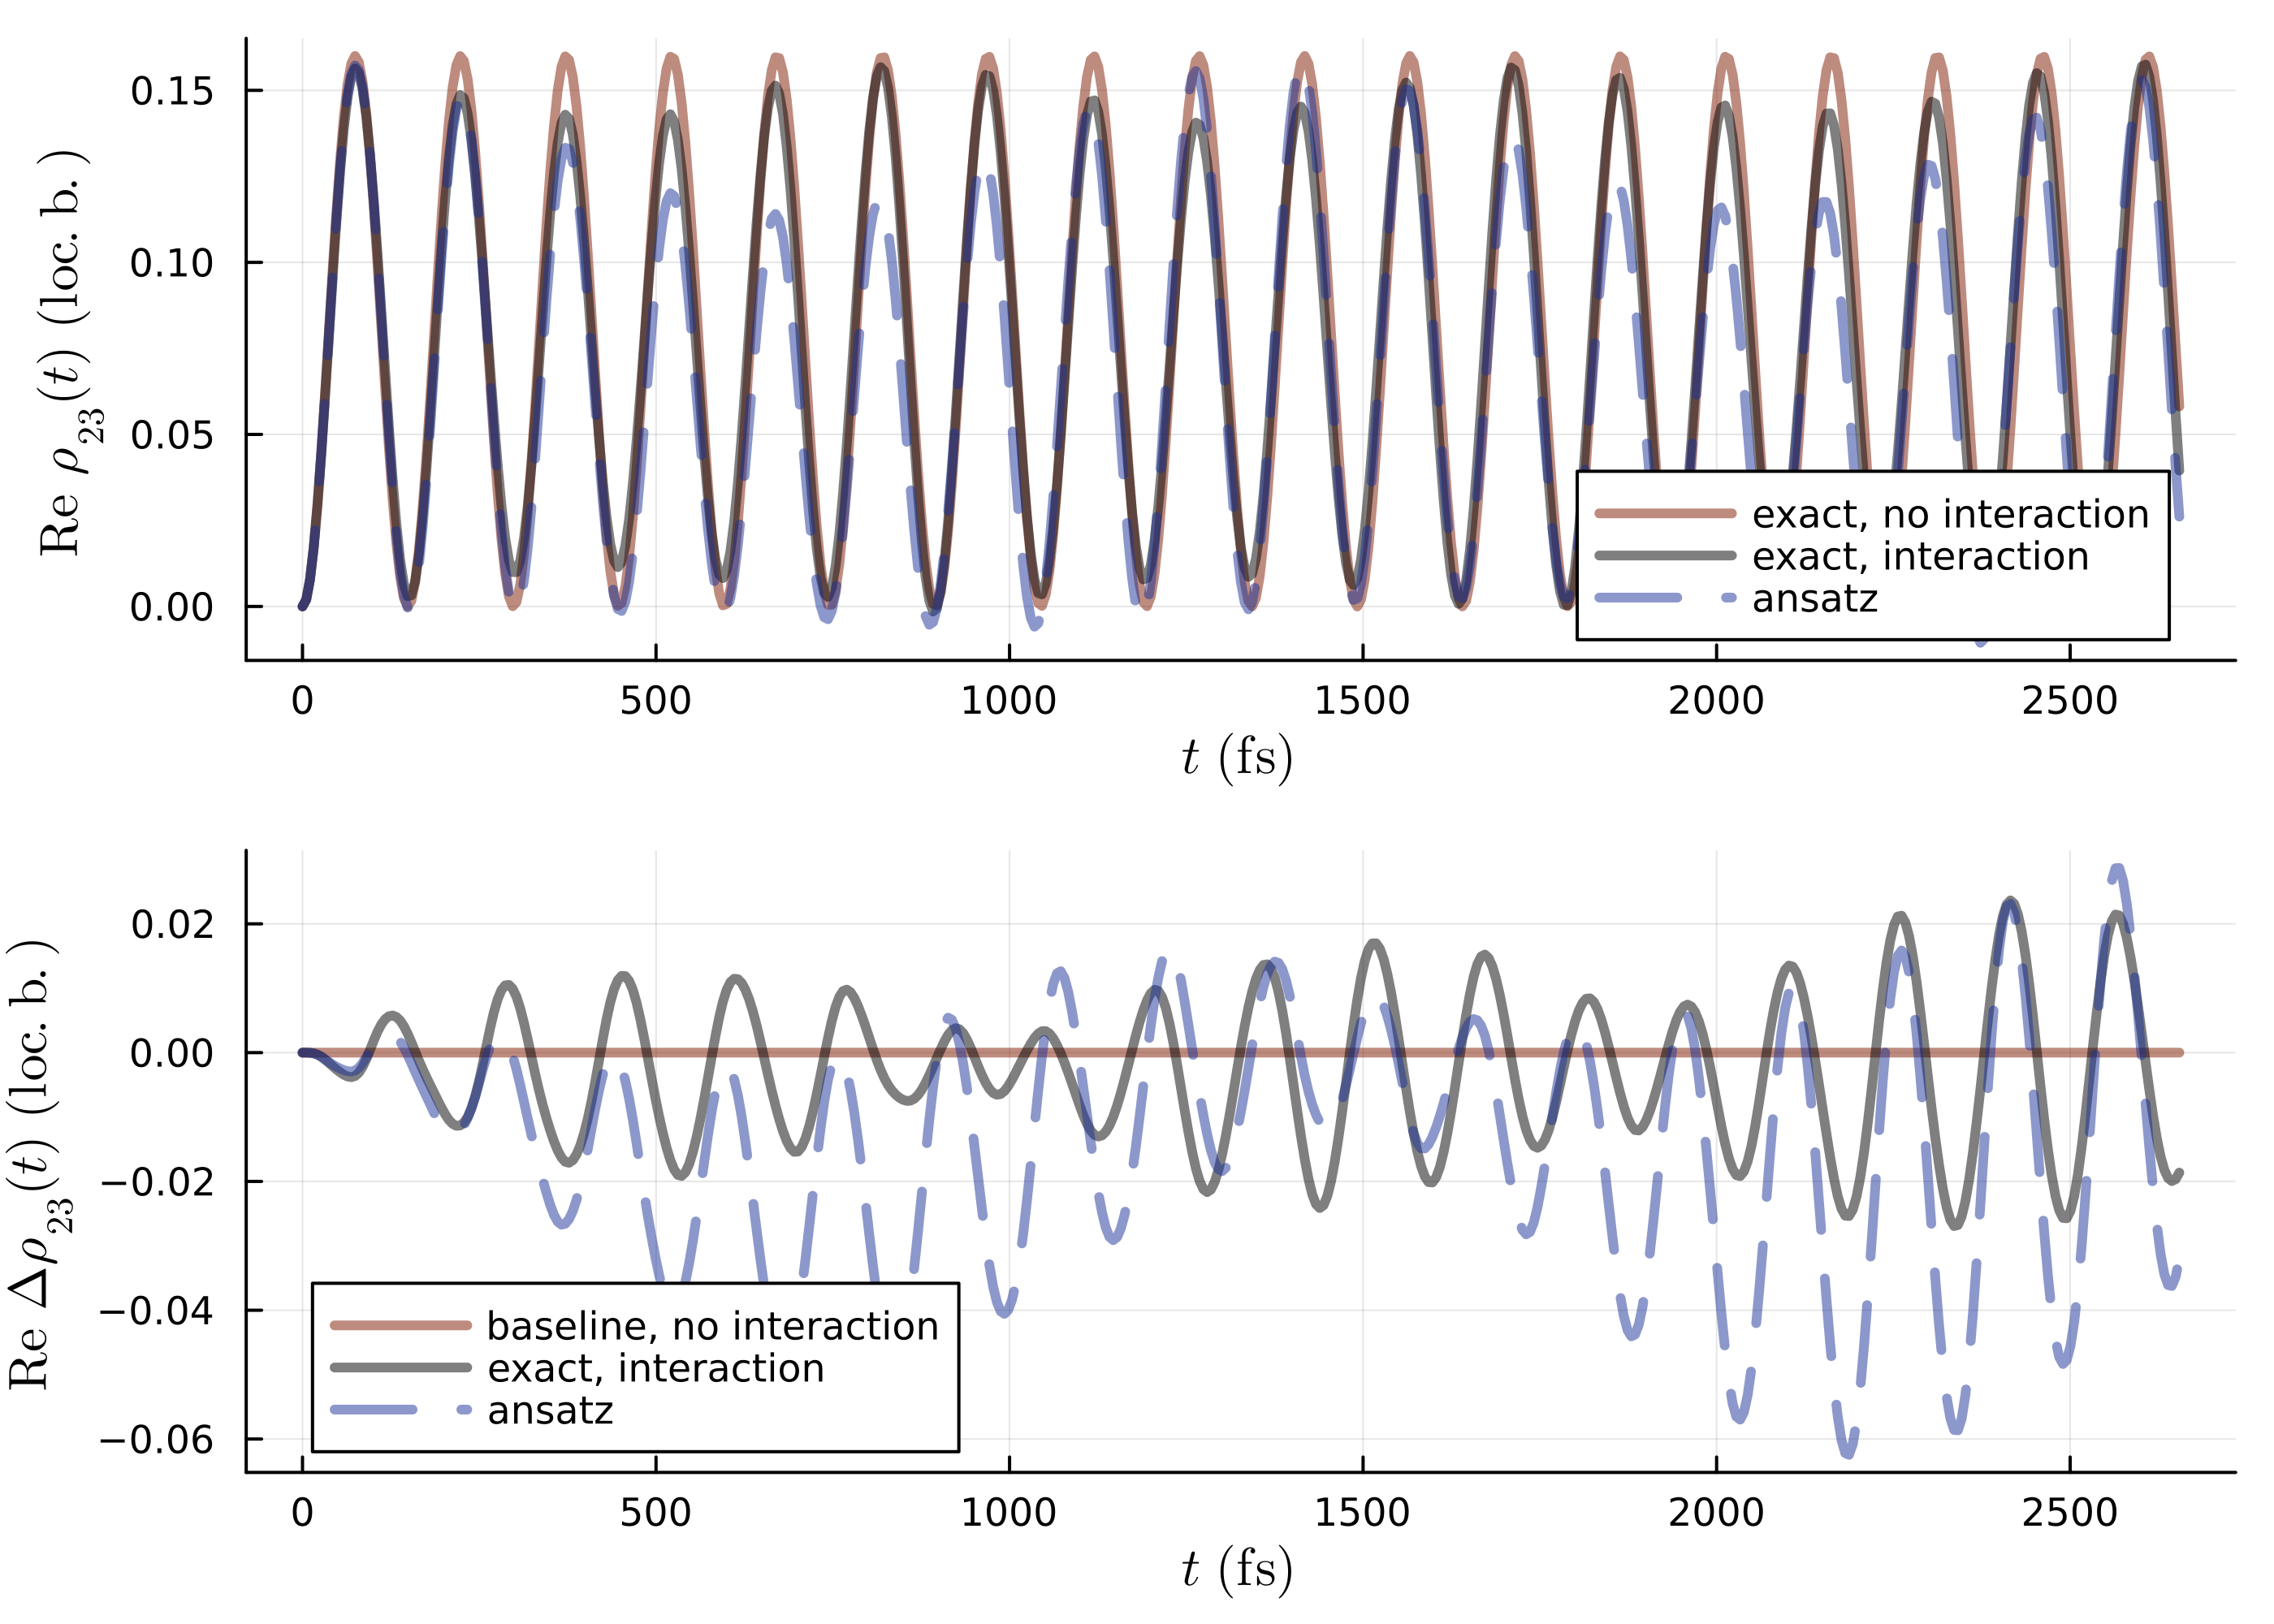 Re ρ23(t) (loc. b. )
0.15
0.10
0.05
0.00
exact, no interaction
exact, interaction
ansatz
0 500 1000 1500 2000 2500
t (fs)
Re Δρ23(t) (loc. b. )
0.02
0.00
−0.02
−0.04
−0.06
baseline, no interaction
exact, interaction
ansatz
0 500 1000 1500 2000 2500
t (fs)